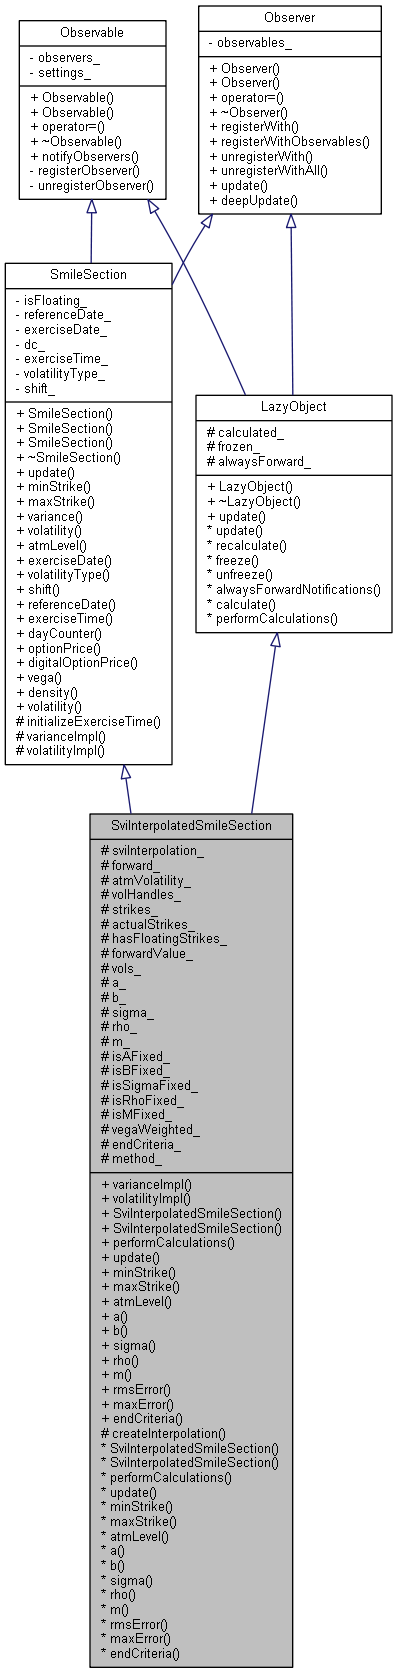 Observable
- observers_
- settings_
+ Observable()
+ Observable()
+ operator=()
+ ~Observable()
+ notifyObservers()
- registerObserver()
- unregisterObserver()
Observer
- observables_
+ Observer()
+ Observer()
+ operator=()
+ ~Observer()
+ registerWith()
+ registerWithObservables()
+ unregisterWith()
+ unregisterWithAll()
+ update()
+ deepUpdate()
SmileSection
- isFloating_
- referenceDate_
- exerciseDate_
- dc_
- exerciseTime_
- volatilityType_
- shift_
+ SmileSection()
+ SmileSection()
+ SmileSection()
+ ~SmileSection()
+ update()
+ minStrike()
+ maxStrike()
+ variance()
+ volatility()
+ atmLevel()
+ exerciseDate()
+ volatilityType()
+ shift()
+ referenceDate()
+ exerciseTime()
+ dayCounter()
+ optionPrice()
+ digitalOptionPrice()
+ vega()
+ density()
+ volatility()
# initializeExerciseTime()
# varianceImpl()
# volatilityImpl()
LazyObject
# calculated_
# frozen_
# alwaysForward_
+ LazyObject()
+ ~LazyObject()
+ update()
* update()
* recalculate()
* freeze()
* unfreeze()
* alwaysForwardNotifications()
* calculate()
* performCalculations()
SviInterpolatedSmileSection
# sviInterpolation_
# forward_
# atmVolatility_
# volHandles_
# strikes_
# actualStrikes_
# hasFloatingStrikes_
# forwardValue_
# vols_
# a_
# b_
# sigma_
# rho_
# m_
# isAFixed_
# isBFixed_
# isSigmaFixed_
# isRhoFixed_
# isMFixed_
# vegaWeighted_
# endCriteria_
# method_
+ varianceImpl()
+ volatilityImpl()
+ SviInterpolatedSmileSection()
+ SviInterpolatedSmileSection()
+ performCalculations()
+ update()
+ minStrike()
+ maxStrike()
+ atmLevel()
+ a()
+ b()
+ sigma()
+ rho()
+ m()
+ rmsError()
+ maxError()
+ endCriteria()
# createInterpolation()
* SviInterpolatedSmileSection()
* SviInterpolatedSmileSection()
* performCalculations()
* update()
* minStrike()
* maxStrike()
* atmLevel()
* a()
* b()
* sigma()
* rho()
* m()
* rmsError()
* maxError()
* endCriteria()